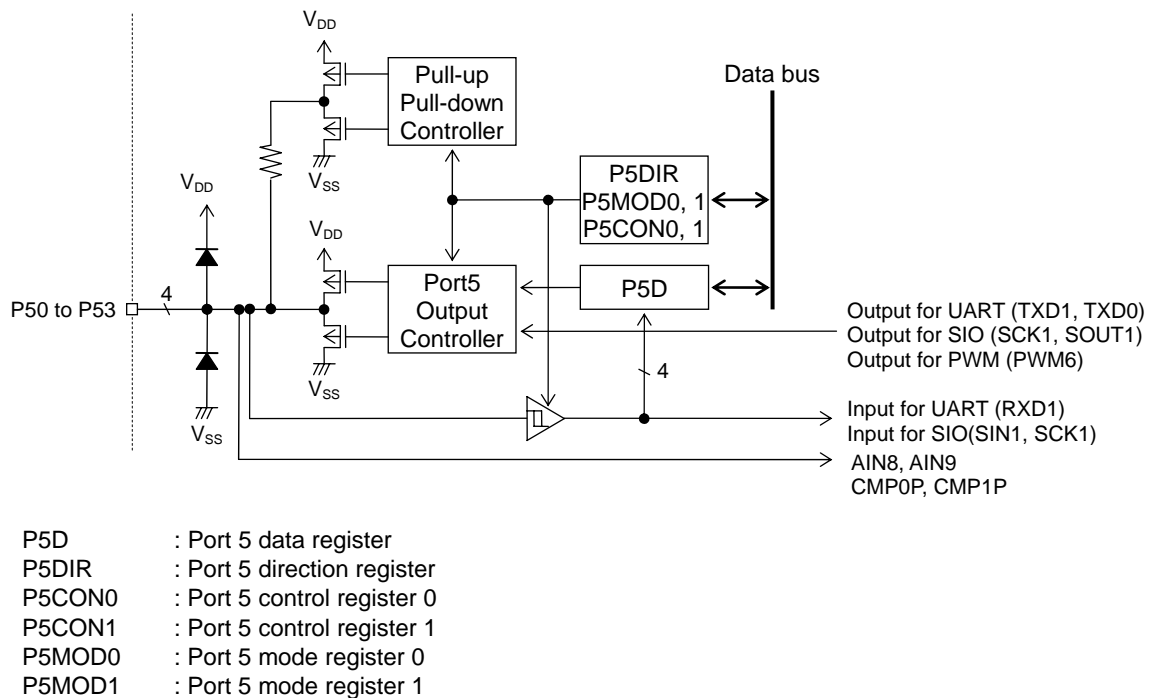 VDD
Pull-up
Pull-down
Controller
Data bus
VSS
P5DIR
P5MOD0, 1
P5CON0, 1
VDD
VDD
Port5
Output
Controller
P5D
P50 to P53
4
Output for UART (TXD1, TXD0)
Output for SIO (SCK1, SOUT1)
Output for PWM (PWM6)
VSS
4
VSS
Input for UART (RXD1)
Input for SIO(SIN1, SCK1)
AIN8, AIN9
CMP0P, CMP1P
P5D : Port 5 data register
P5DIR : Port 5 direction register
P5CON0 : Port 5 control register 0
P5CON1 : Port 5 control register 1
P5MOD0 : Port 5 mode register 0
P5MOD1 : Port 5 mode register 1